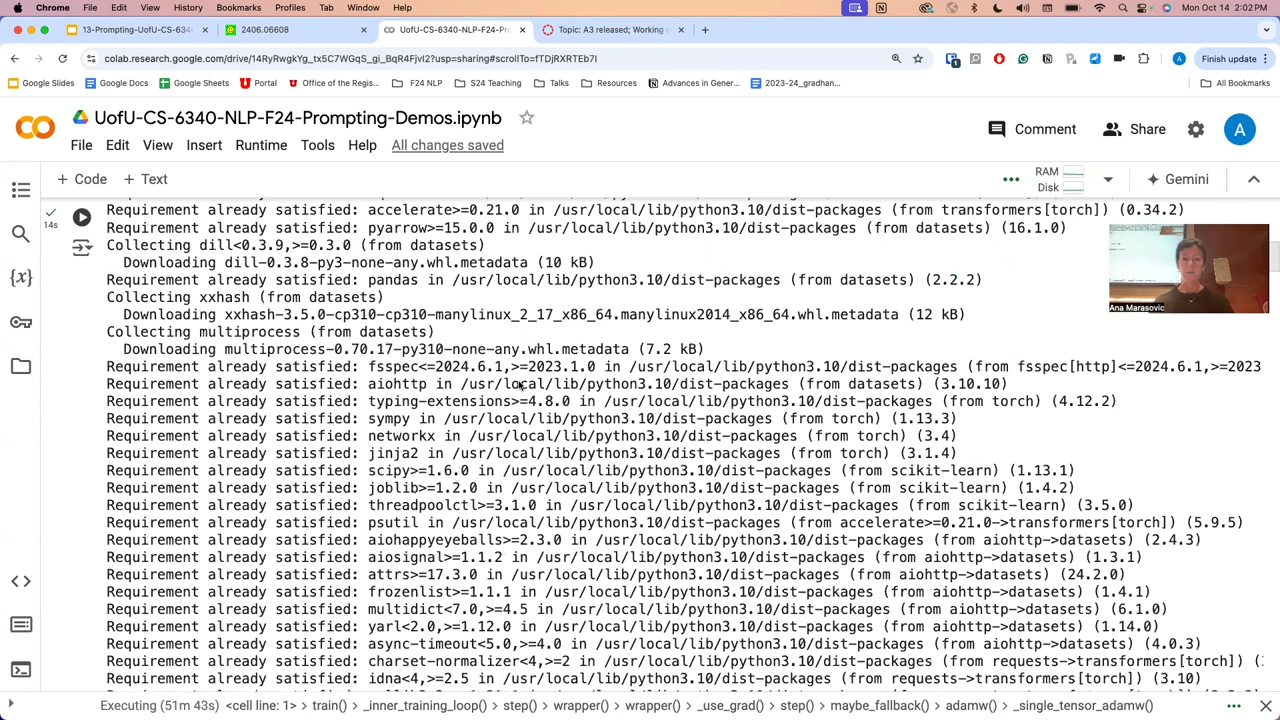 Chrome File Edit View History Bookmarks Profiles Tab Window Help Mon Oct 14 2:02 PM
13-Prompting-UofU-CS-6340 2406.06608 UofU-CS-6340-NLP-F24-Pro Topic: A3 released; Working
colab.research.google.com/drive/ Finish update
Google Slides Google Docs Google Sheets Portal Office of the Regis... F24 NLP S24 Teaching Talks Resources Advances in Gener... 2023-24_gradhan... All Bookmarks
UofU-CS-6340-NLP-F24-Prompting-Demos.ipynb
Comment Share A
File Edit View Insert Runtime Tools Help All changes saved
+ Code + Text RAM Disk Gemini
14s
Requirement already satisfied: accelerate>=0.21.0 in /usr/local/lib/python3.10/dist-packages (from transformers[torch]) (0.34.2)
Requirement already satisfied: pyarrow>=15.0.0 in /usr/local/lib/python3.10/dist-packages (from datasets) (16.1.0)
Collecting dill<0.3.9,>=0.3.0 (from datasets)
Downloading dill-0.3.8-py3-none-any.whl.metadata (10 kB)
Requirement already satisfied: pandas in /usr/local/lib/python3.10/dist-packages (from datasets) (2.2.2)
Collecting xxhash (from datasets)
Downloading xxhash-3.5.0-cp310-cp310-manylinux_2_17_x86_64.manylinux2014_x86_64.whl.metadata (12 kB)
Collecting multiprocess (from datasets)
Downloading multiprocess-0.70.17-py310-none-any.whl.metadata (7.2 kB)
Requirement already satisfied: fsspec<=2024.6.1,>=2023.1.0 in /usr/local/lib/python3.10/dist-packages (from fsspec[http]<=2024.6.1,>=2023
Requirement already satisfied: aiohttp in /usr/local/lib/python3.10/dist-packages (from datasets) (3.10.10)
Requirement already satisfied: typing-extensions>=4.8.0 in /usr/local/lib/python3.10/dist-packages (from torch) (4.12.2)
Requirement already satisfied: sympy in /usr/local/lib/python3.10/dist-packages (from torch) (1.13.3)
Requirement already satisfied: networkx in /usr/local/lib/python3.10/dist-packages (from torch) (3.4)
Requirement already satisfied: jinja2 in /usr/local/lib/python3.10/dist-packages (from torch) (3.1.4)
Requirement already satisfied: scipy>=1.6.0 in /usr/local/lib/python3.10/dist-packages (from scikit-learn) (1.13.1)
Requirement already satisfied: joblib>=1.2.0 in /usr/local/lib/python3.10/dist-packages (from scikit-learn) (1.4.2)
Requirement already satisfied: threadpoolctl>=3.1.0 in /usr/local/lib/python3.10/dist-packages (from scikit-learn) (3.5.0)
Requirement already satisfied: psutil in /usr/local/lib/python3.10/dist-packages (from accelerate>=0.21.0->transformers[torch]) (5.9.5)
Requirement already satisfied: aiohappyeyeballs>=2.3.0 in /usr/local/lib/python3.10/dist-packages (from aiohttp->datasets) (2.4.3)
Requirement already satisfied: aiosignal>=1.1.2 in /usr/local/lib/python3.10/dist-packages (from aiohttp->datasets) (1.3.1)
Requirement already satisfied: attrs>=17.3.0 in /usr/local/lib/python3.10/dist-packages (from aiohttp->datasets) (24.2.0)
Requirement already satisfied: frozenlist>=1.1.1 in /usr/local/lib/python3.10/dist-packages (from aiohttp->datasets) (1.4.1)
Requirement already satisfied: multidict<7.0,>=4.5 in /usr/local/lib/python3.10/dist-packages (from aiohttp->datasets) (6.1.0)
Requirement already satisfied: yarl<2.0,>=1.12.0 in /usr/local/lib/python3.10/dist-packages (from aiohttp->datasets) (1.14.0)
Requirement already satisfied: async-timeout<5.0,>=4.0 in /usr/local/lib/python3.10/dist-packages (from aiohttp->datasets) (4.0.3)
Requirement already satisfied: charset-normalizer<4,>=2 in /usr/local/lib/python3.10/dist-packages (from requests->transformers[torch]) (
Requirement already satisfied: idna<4,>=2.5 in /usr/local/lib/python3.10/dist-packages (from requests->transformers[torch]) (3.10)
Ana Marasovic
Executing (51m 43s) <cell line: 1> train() _inner_training_loop() step() wrapper() wrapper() _use_grad() step() maybe_fallback() adamw() _single_tensor_adamw()